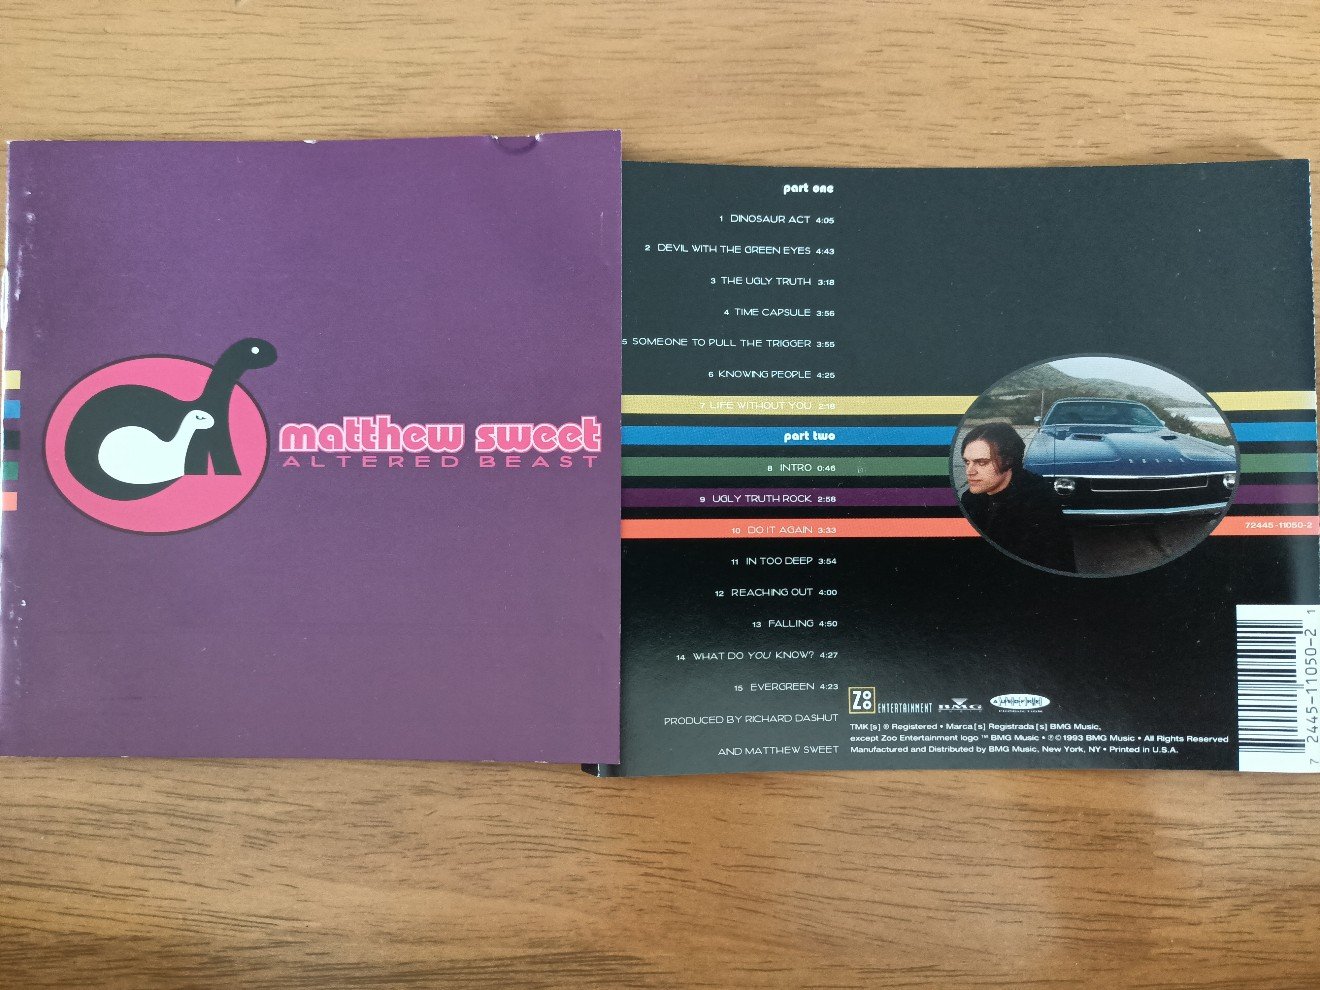 matthew sweet
ALTERED BEAST
part one
1 DINOSAUR ACT 4:05
2 DEVIL WITH THE GREEN EYES 4:43
3 THE UGLY TRUTH 3:18
4 TIME CAPSULE 3:56
5 SOMEONE TO PULL THE TRIGGER 3:55
6 KNOWING PEOPLE 4:25
7 LIFE WITHOUT YOU 2:18
part two
8 INTRO 0:46
9 UGLY TRUTH ROCK 2:58
10 DO IT AGAIN 3:33
11 IN TOO DEEP 3:54
12 REACHING OUT 4:00
13 FALLING 4:50
14 WHAT DO YOU KNOW? 4:27
15 EVERGREEN 4:23
PRODUCED BY RICHARD DASHUT
AND MATTHEW SWEET
72445-11050-2
ZOO ENTERTAINMENT BMG
TMK[s] ® Registered • Marca[s] Registrada[s] BMG Music,
except Zoo Entertainment logo ™ BMG Music • ℗ © 1993 BMG Music • All Rights Reserved
Manufactured and Distributed by BMG Music, New York, NY • Printed in U.S.A.
7 2445-11050-2 1